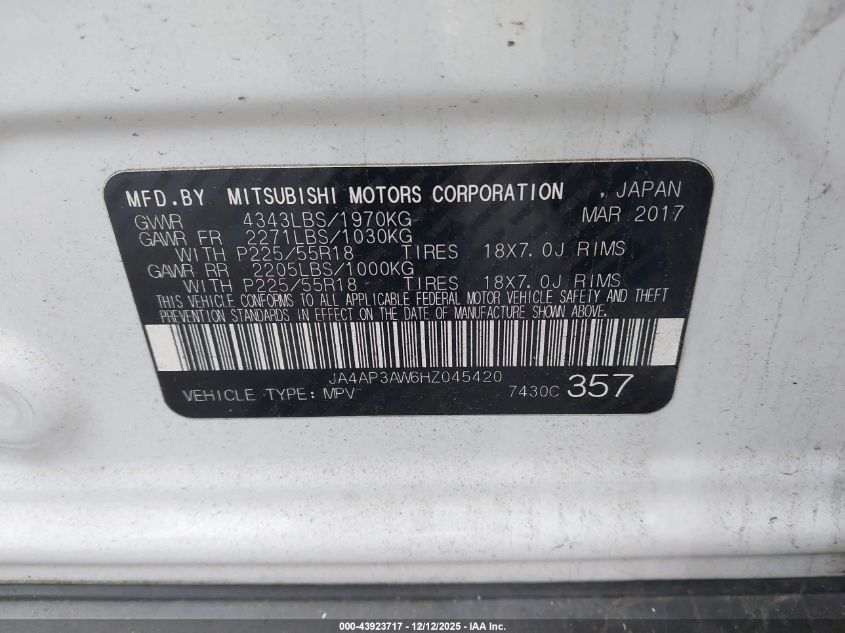 MFD.BY MITSUBISHI MOTORS CORPORATION , JAPAN
GVWR 4343LBS/1970KG MAR 2017
GAWR FR 2271LBS/1030KG
WITH P225/55R18 TIRES 18X7.0J RIMS
GAWR RR 2205LBS/1000KG
WITH P225/55R18 TIRES 18X7.0J RIMS
THIS VEHICLE CONFORMS TO ALL APPLICABLE FEDERAL MOTOR VEHICLE SAFETY AND THEFT
PREVENTION STANDARDS IN EFFECT ON THE DATE OF MANUFACTURE SHOWN ABOVE.
JA4AP3AW6HZ045420
VEHICLE TYPE: MPV 7430C 357
000-43923717 - 12/12/2025 - IAA Inc.